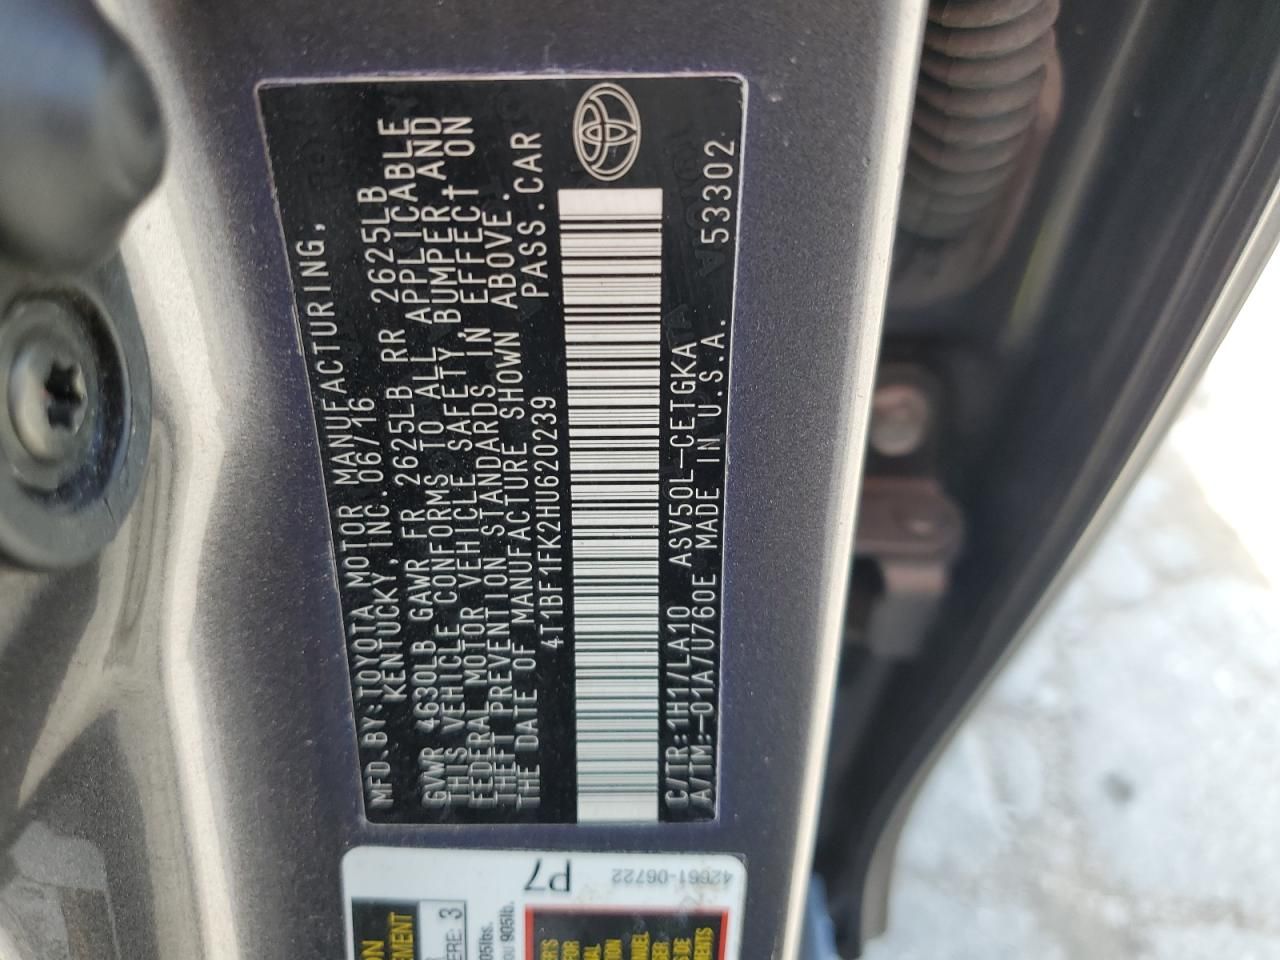 MFD.BY:TOYOTA MOTOR MANUFACTURING,
KENTUCKY, INC. 06/16
GVWR 4630LB GAWR FR 2625LB RR 2625LB
THIS VEHICLE CONFORMS TO ALL APPLICABLE
FEDERAL MOTOR VEHICLE SAFETY, BUMPER, AND
THEFT PREVENTION STANDARDS IN EFFECT ON
THE DATE OF MANUFACTURE SHOWN ABOVE.
4T1BF1FK2HU620239 PASS.CAR
C/TR:1H1/LA10 ASV50L-CETGKA
A/TM:-01A/U760E MADE IN U.S.A. 53302
P7
42661-06722
3
905lb.